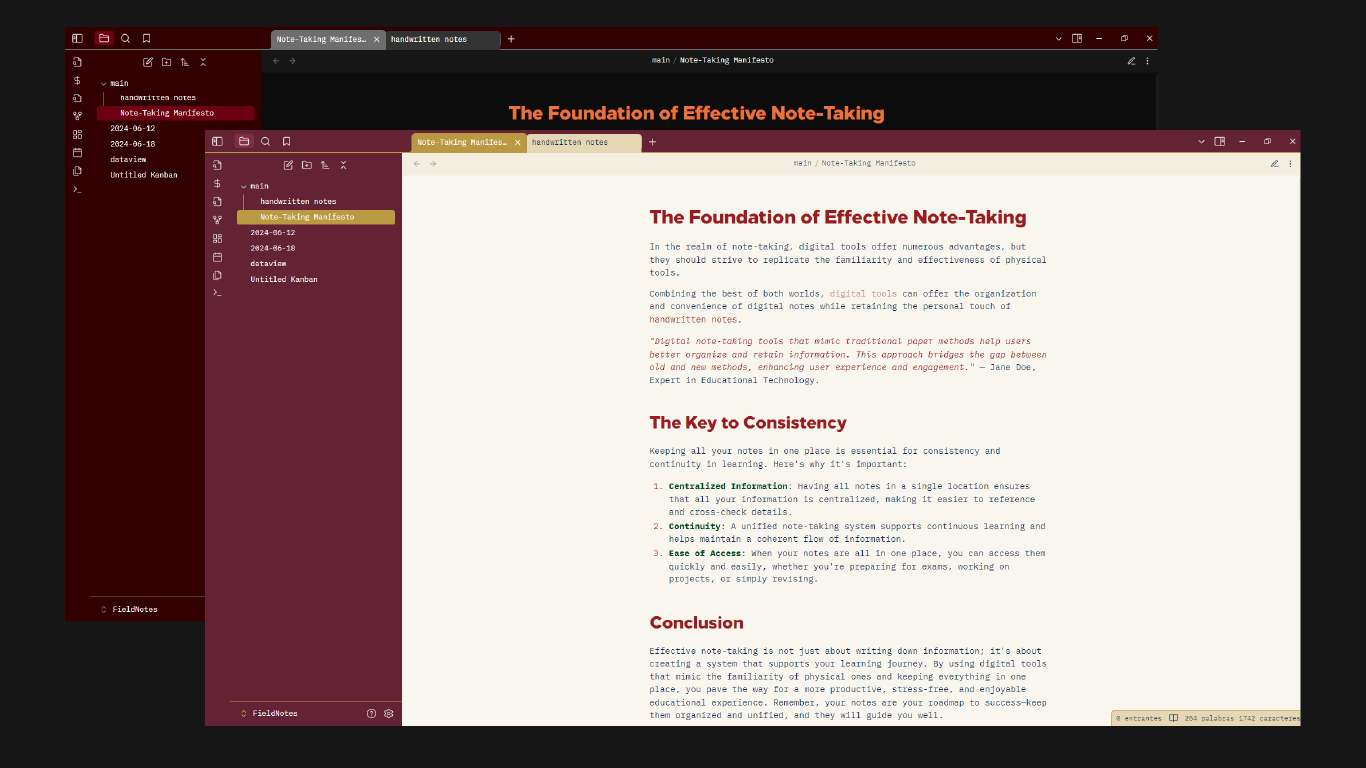 Note-Taking Manifes…
handwritten notes
main / Note-Taking Manifesto
main
handwritten notes
Note-Taking Manifesto
2024-06-12
2024-06-18
dataview
Untitled Kanban
FieldNotes
The Foundation of Effective Note-Taking
Note-Taking Manifes…
handwritten notes
main / Note-Taking Manifesto
main
handwritten notes
Note-Taking Manifesto
2024-06-12
2024-06-18
dataview
Untitled Kanban
FieldNotes
The Foundation of Effective Note-Taking
In the realm of note-taking, digital tools offer numerous advantages, but
they should strive to replicate the familiarity and effectiveness of physical
tools.
Combining the best of both worlds, digital tools can offer the organization
and convenience of digital notes while retaining the personal touch of
handwritten notes.
"Digital note-taking tools that mimic traditional paper methods help users
better organize and retain information. This approach bridges the gap between
old and new methods, enhancing user experience and engagement." — Jane Doe,
Expert in Educational Technology.
The Key to Consistency
Keeping all your notes in one place is essential for consistency and
continuity in learning. Here's why it's important:
1. Centralized Information: Having all notes in a single location ensures
that all your information is centralized, making it easier to reference
and cross-check details.
2. Continuity: A unified note-taking system supports continuous learning and
helps maintain a coherent flow of information.
3. Ease of Access: When your notes are all in one place, you can access them
quickly and easily, whether you're preparing for exams, working on
projects, or simply revising.
Conclusion
Effective note-taking is not just about writing down information; it's about
creating a system that supports your learning journey. By using digital tools
that mimic the familiarity of physical ones and keeping everything in one
place, you pave the way for a more productive, stress-free, and enjoyable
educational experience. Remember, your notes are your roadmap to success—keep
them organized and unified, and they will guide you well.
0 entrantes 264 palabras 1742 caracteres